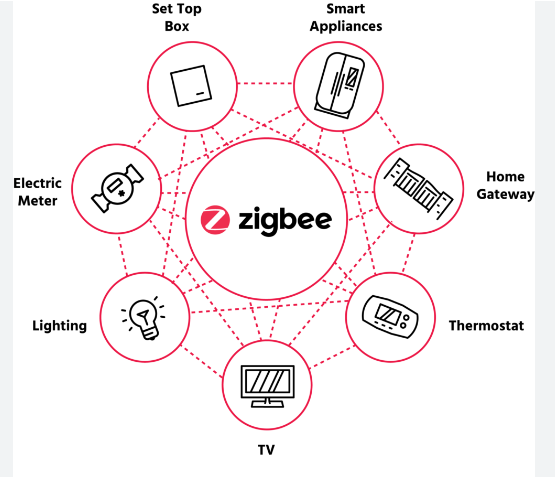 Set Top
Box
Smart
Appliances
Electric
Meter
Home
Gateway
zigbee
Lighting
Thermostat
TV